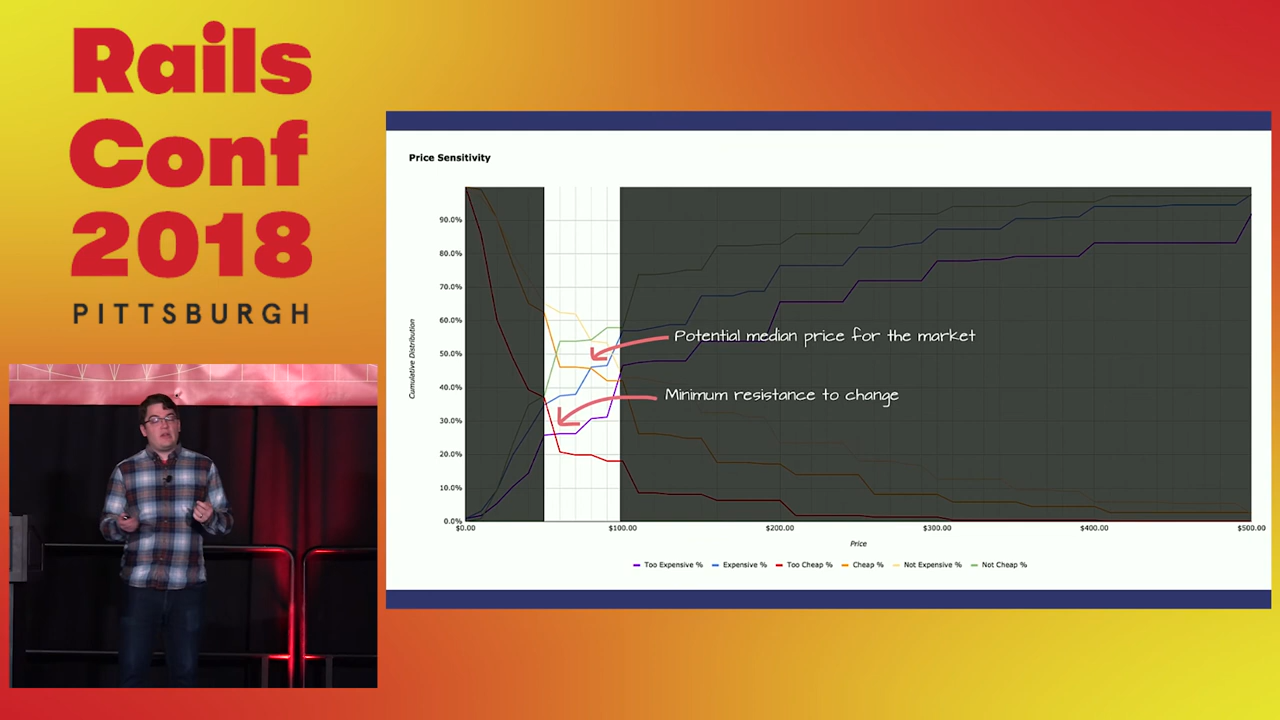 Rails
Conf
2018
PITTSBURGH
Price Sensitivity
Cumulative Distribution
90.0%
80.0%
70.0%
60.0%
50.0%
40.0%
30.0%
20.0%
10.0%
0.0%
Potential median price for the market
Minimum resistance to change
$0.00
$100.00
$200.00
$300.00
$400.00
$500.00
Price
Too Expensive %
Expensive %
Too Cheap %
Cheap %
Not Expensive %
Not Cheap %